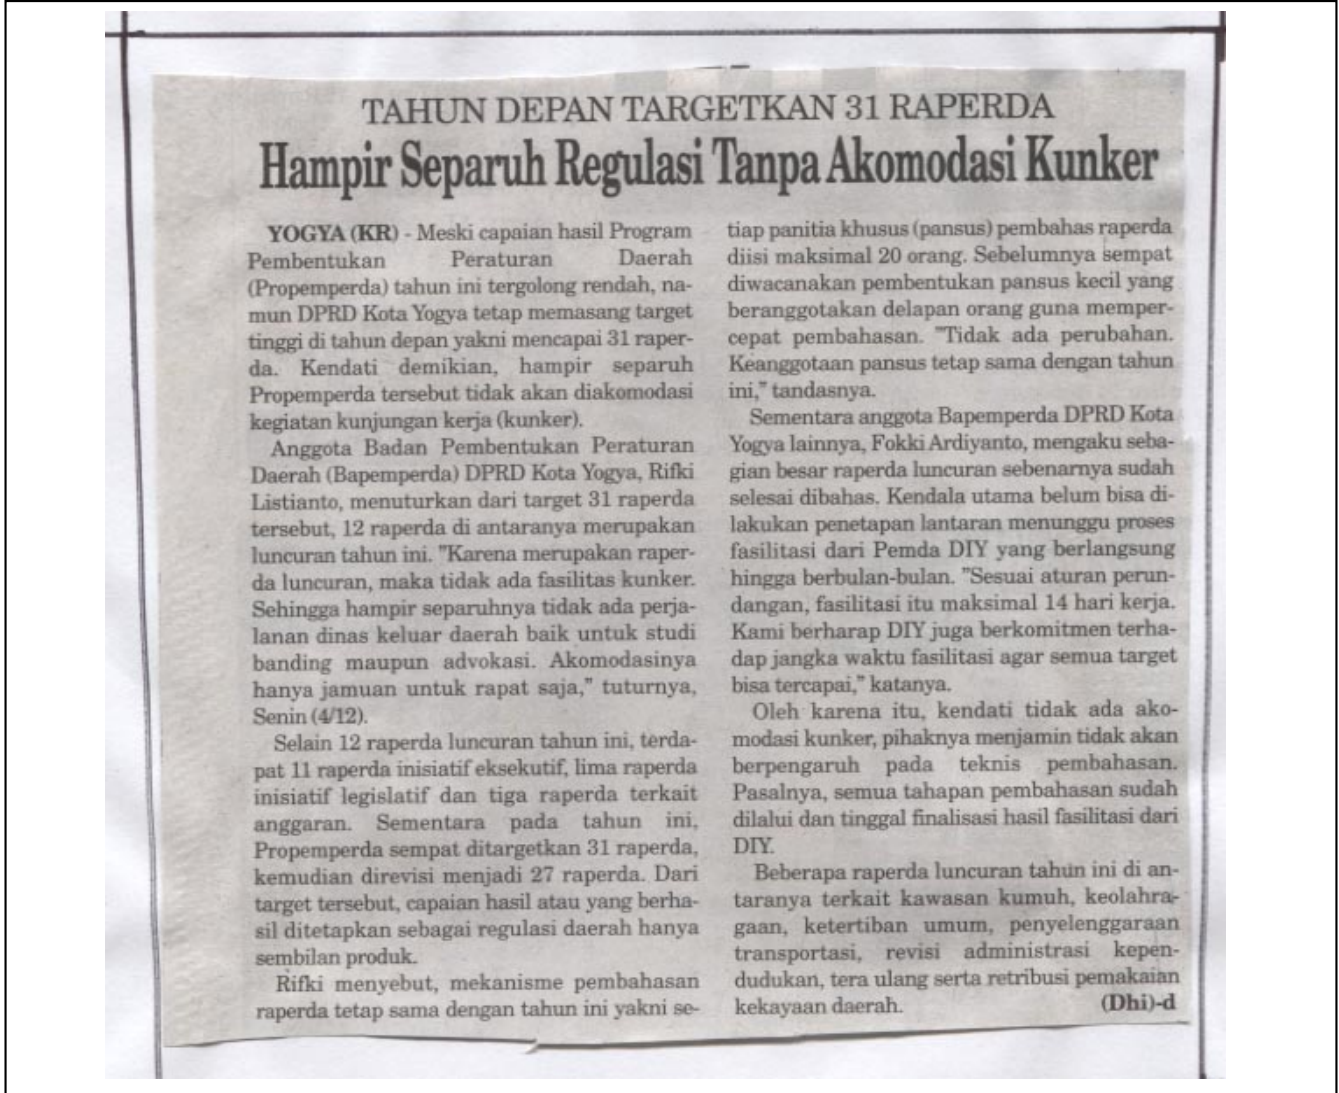 TAHUN DEPAN TARGETKAN 31 RAPERDA
Hampir Separuh Regulasi Tanpa Akomodasi Kunker
YOGYA (KR) - Meski capaian hasil Program
Pembentukan Peraturan Daerah
(Propemperda) tahun ini tergolong rendah, na-
mun DPRD Kota Yogya tetap memasang target
tinggi di tahun depan yakni mencapai 31 raper-
da. Kendati demikian, hampir separuh
Propemperda tersebut tidak akan diakomodasi
kegiatan kunjungan kerja (kunker).
Anggota Badan Pembentukan Peraturan
Daerah (Bapemperda) DPRD Kota Yogya, Rifki
Listianto, menuturkan dari target 31 raperda
tersebut, 12 raperda di antaranya merupakan
luncuran tahun ini. "Karena merupakan raper-
da luncuran, maka tidak ada fasilitas kunker.
Sehingga hampir separuhnya tidak ada perja-
lanan dinas keluar daerah baik untuk studi
banding maupun advokasi. Akomodasinya
hanya jamuan untuk rapat saja," tuturnya,
Senin (4/12).
Selain 12 raperda luncuran tahun ini, terda-
pat 11 raperda inisiatif eksekutif, lima raperda
inisiatif legislatif dan tiga raperda terkait
anggaran. Sementara pada tahun ini,
Propemperda sempat ditargetkan 31 raperda,
kemudian direvisi menjadi 27 raperda. Dari
target tersebut, capaian hasil atau yang berha-
sil ditetapkan sebagai regulasi daerah hanya
sembilan produk.
Rifki menyebut, mekanisme pembahasan
raperda tetap sama dengan tahun ini yakni se-
tiap panitia khusus (pansus) pembahas raperda
diisi maksimal 20 orang. Sebelumnya sempat
diwacanakan pembentukan pansus kecil yang
beranggotakan delapan orang guna memper-
cepat pembahasan. "Tidak ada perubahan.
Keanggotaan pansus tetap sama dengan tahun
ini," tandasnya.
Sementara anggota Bapemperda DPRD Kota
Yogya lainnya, Fokki Ardiyanto, mengaku seba-
gian besar raperda luncuran sebenarnya sudah
selesai dibahas. Kendala utama belum bisa di-
lakukan penetapan lantaran menunggu proses
fasilitasi dari Pemda DIY yang berlangsung
hingga berbulan-bulan. "Sesuai aturan perun-
dangan, fasilitasi itu maksimal 14 hari kerja.
Kami berharap DIY juga berkomitmen terha-
dap jangka waktu fasilitasi agar semua target
bisa tercapai," katanya.
Oleh karena itu, kendati tidak ada ako-
modasi kunker, pihaknya menjamin tidak akan
berpengaruh pada teknis pembahasan.
Pasalnya, semua tahapan pembahasan sudah
dilalui dan tinggal finalisasi hasil fasilitasi dari
DIY.
Beberapa raperda luncuran tahun ini di an-
taranya terkait kawasan kumuh, keolahra-
gaan, ketertiban umum, penyelenggaraan
transportasi, revisi administrasi kepen-
dudukan, tera ulang serta retribusi pemakaian
kekayaan daerah. (Dhi)-d